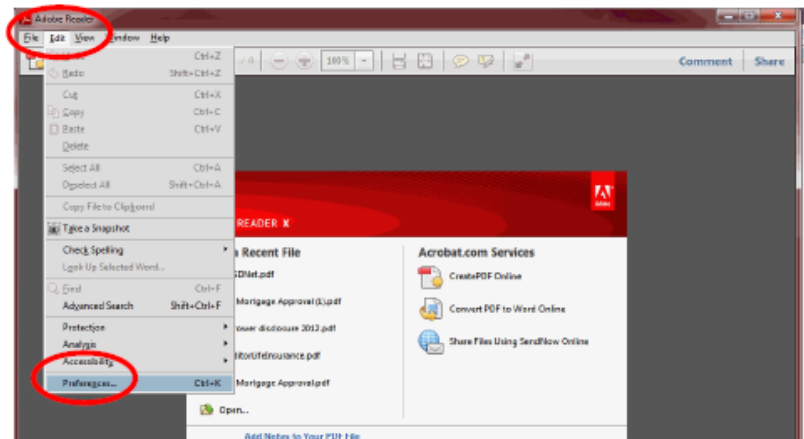 Adobe Reader
File Edit View Window Help
Ctrl+Z
Redo Shift+Ctrl+Z
Cut Ctrl+X
Copy Ctrl+C
Paste Ctrl+V
Delete
Select All Ctrl+A
Deselect All Shift+Ctrl+A
Copy File to Clipboard
Take a Snapshot
Check Spelling
Look Up Selected Word...
Find Ctrl+F
Advanced Search Shift+Ctrl+F
Protection
Analysis
Accessibility
Preferences... Ctrl+K
100%
Comment Share
Adobe
READER X
Recent File
Mortgage Approval (1).pdf
disclosure 2012.pdf
Mortgage Approval.pdf
Open...
Acrobat.com Services
CreatePDF Online
Convert PDF to Word Online
Share Files Using SendNow Online
Add Notes to Your PDF File